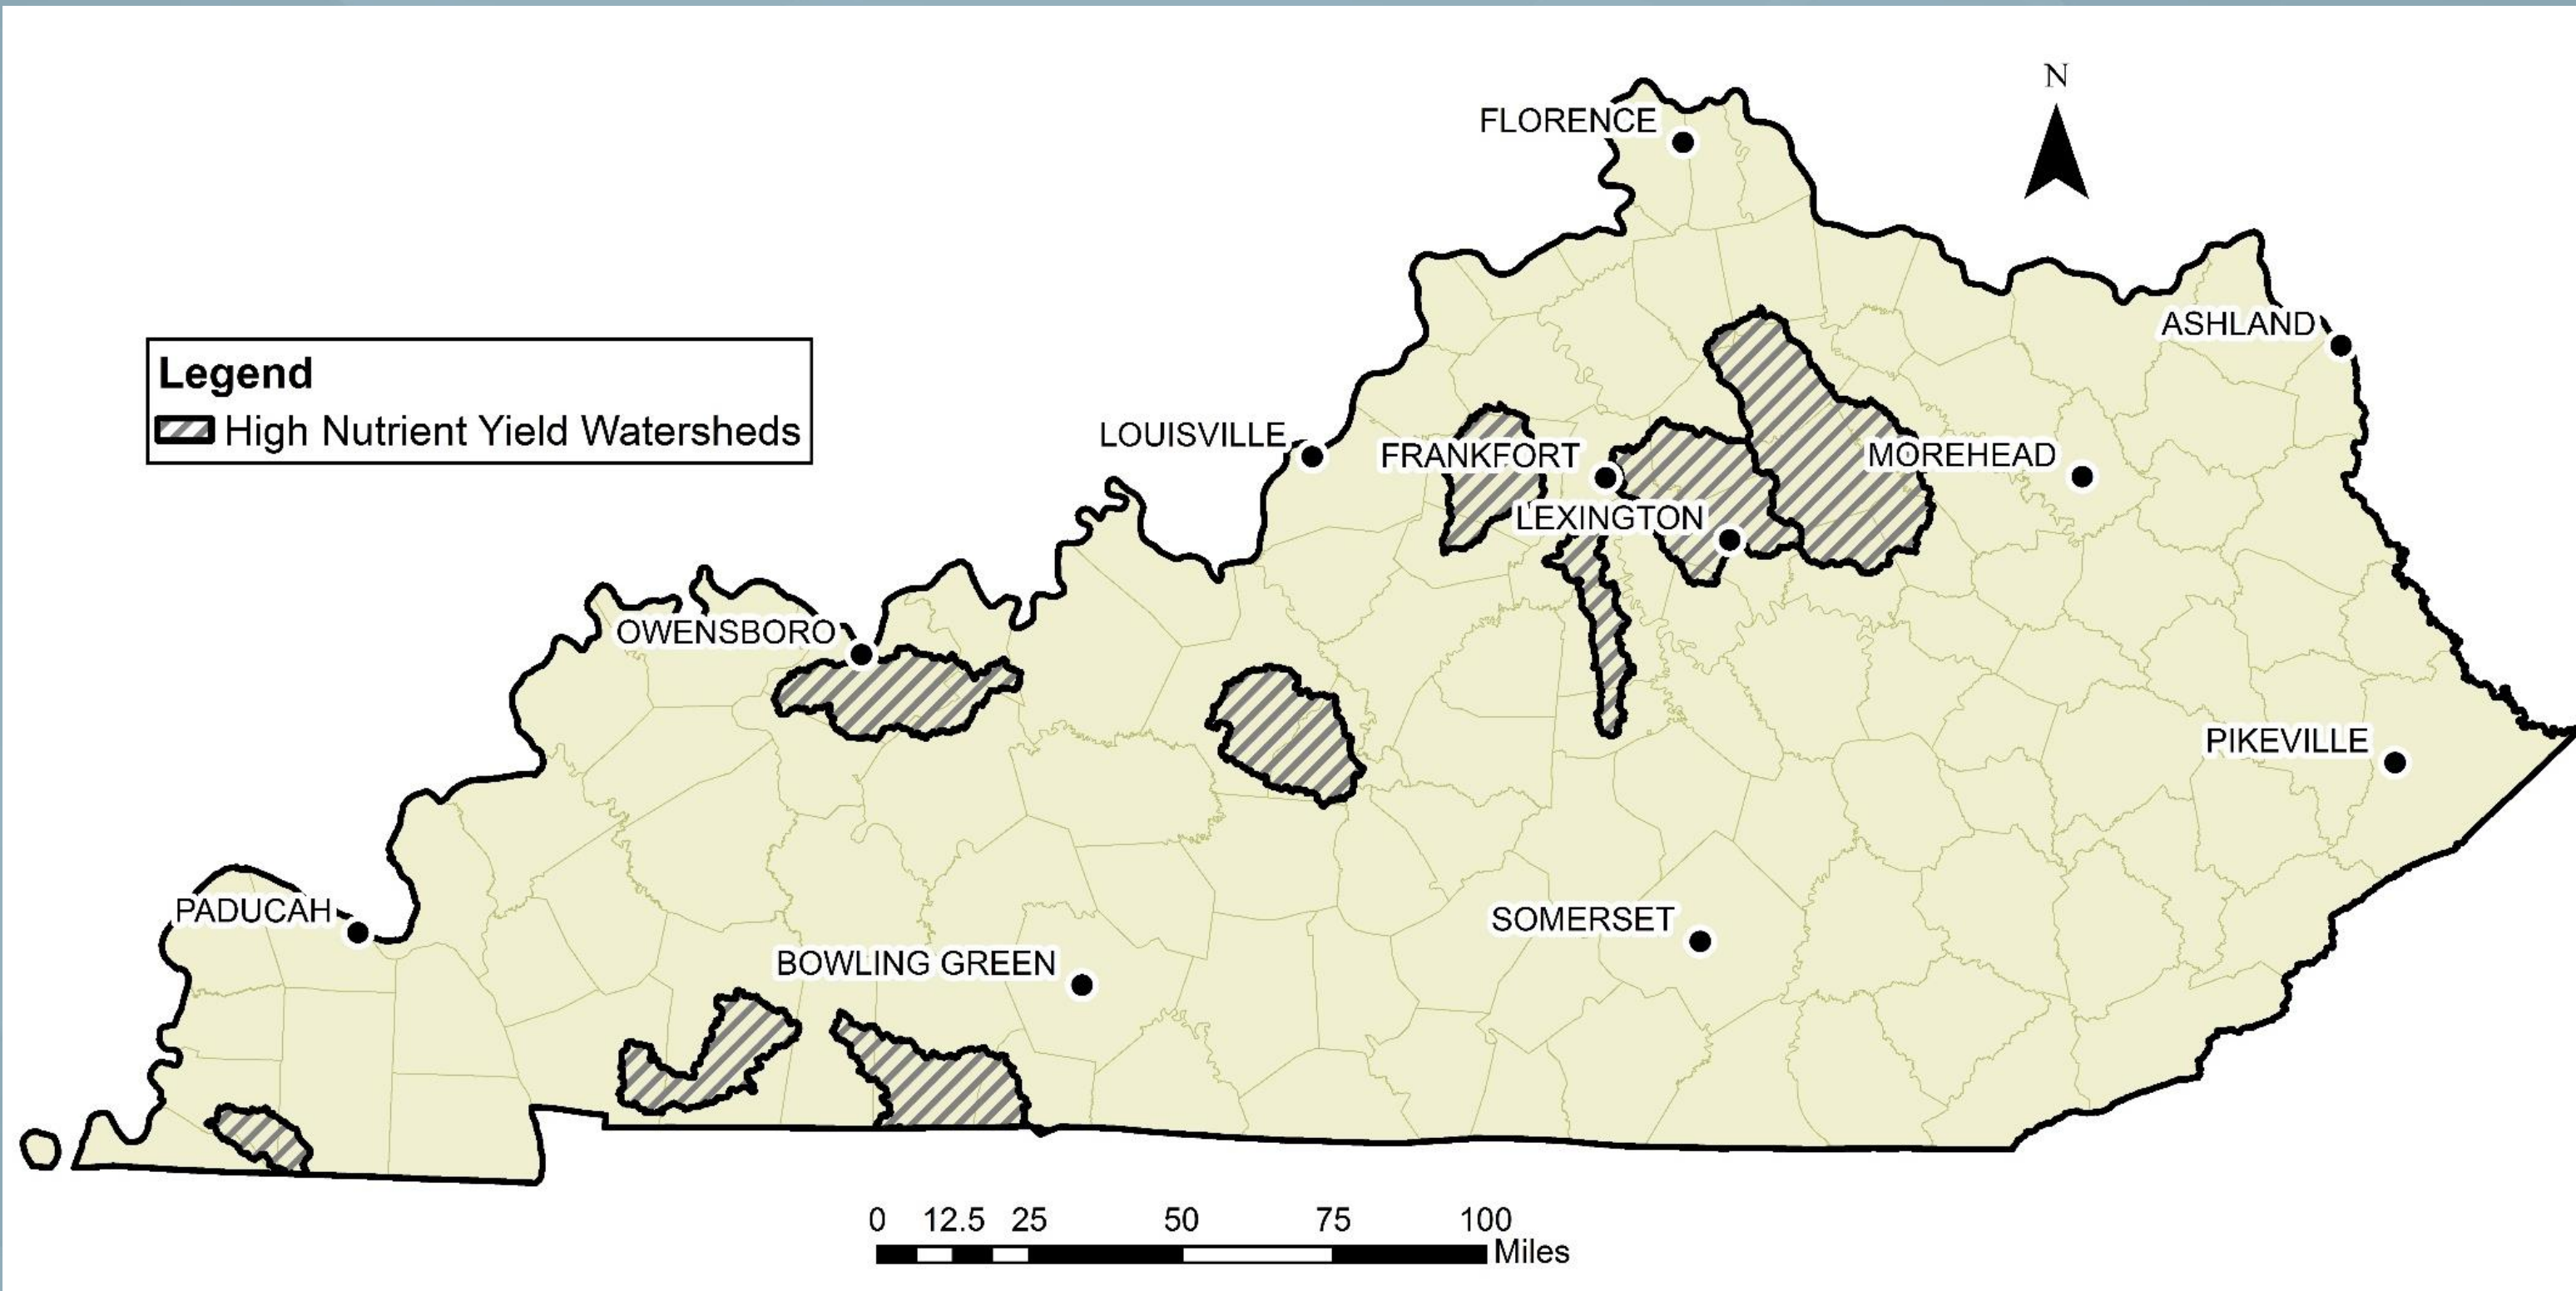 N
FLORENCE
ASHLAND
Legend
High Nutrient Yield Watersheds
LOUISVILLE
FRANKFORT
MOREHEAD
LEXINGTON
OWENSBORO
PIKEVILLE
PADUCAH
SOMERSET
BOWLING GREEN
0 12.5 25 50 75 100
Miles